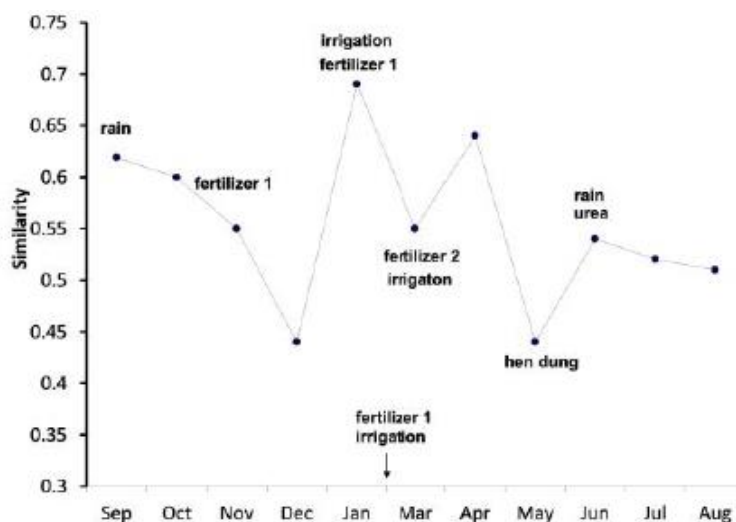 0.75
irrigation
fertilizer 1
0.7
0.65
rain
0.6
fertilizer 1
rain
urea
0.55
Similarity
fertilizer 2
irrigaton
0.5
0.45
hen dung
0.4
fertilizer 1
irrigation
0.35
0.3
Sep Oct Nov Dec Jan Mar Apr May Jun Jul Aug